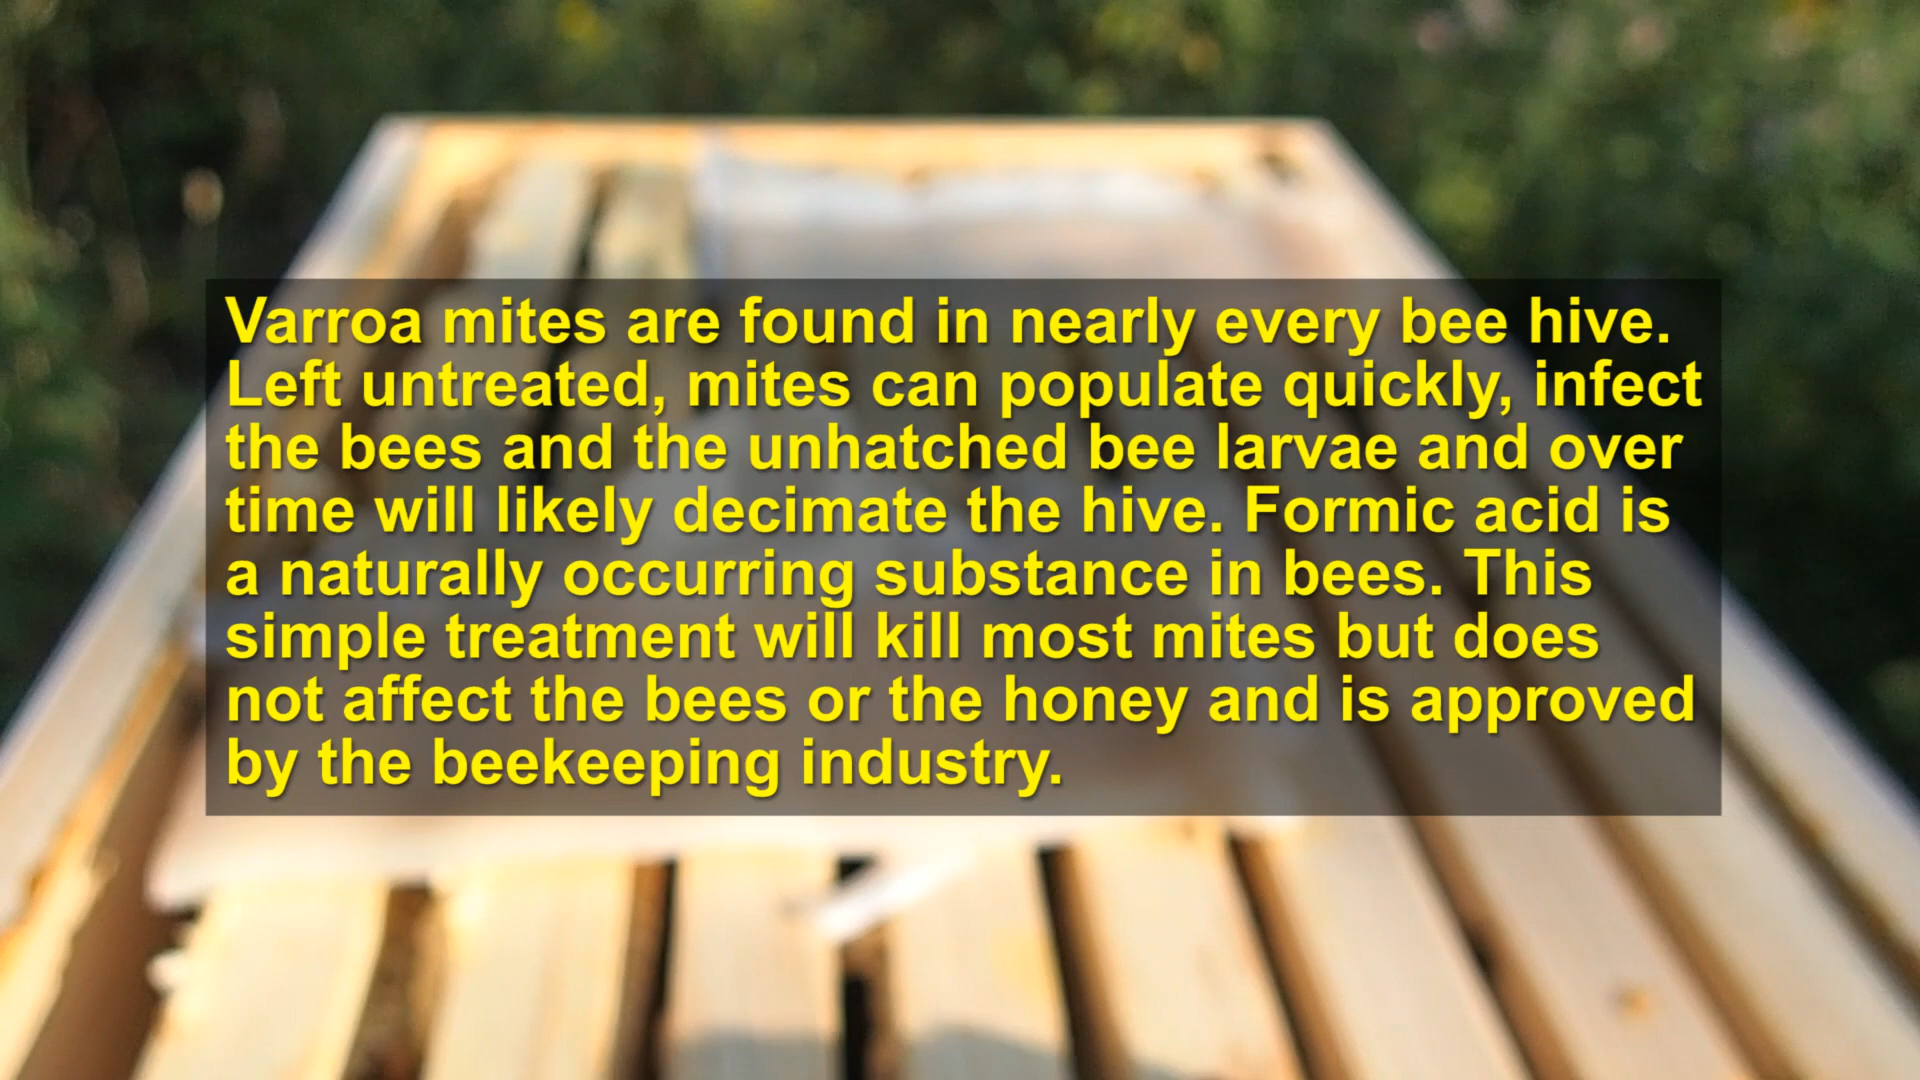 Varroa mites are found in nearly every bee hive.
Left untreated, mites can populate quickly, infect
the bees and the unhatched bee larvae and over
time will likely decimate the hive. Formic acid is
a naturally occurring substance in bees. This
simple treatment will kill most mites but does
not affect the bees or the honey and is approved
by the beekeeping industry.